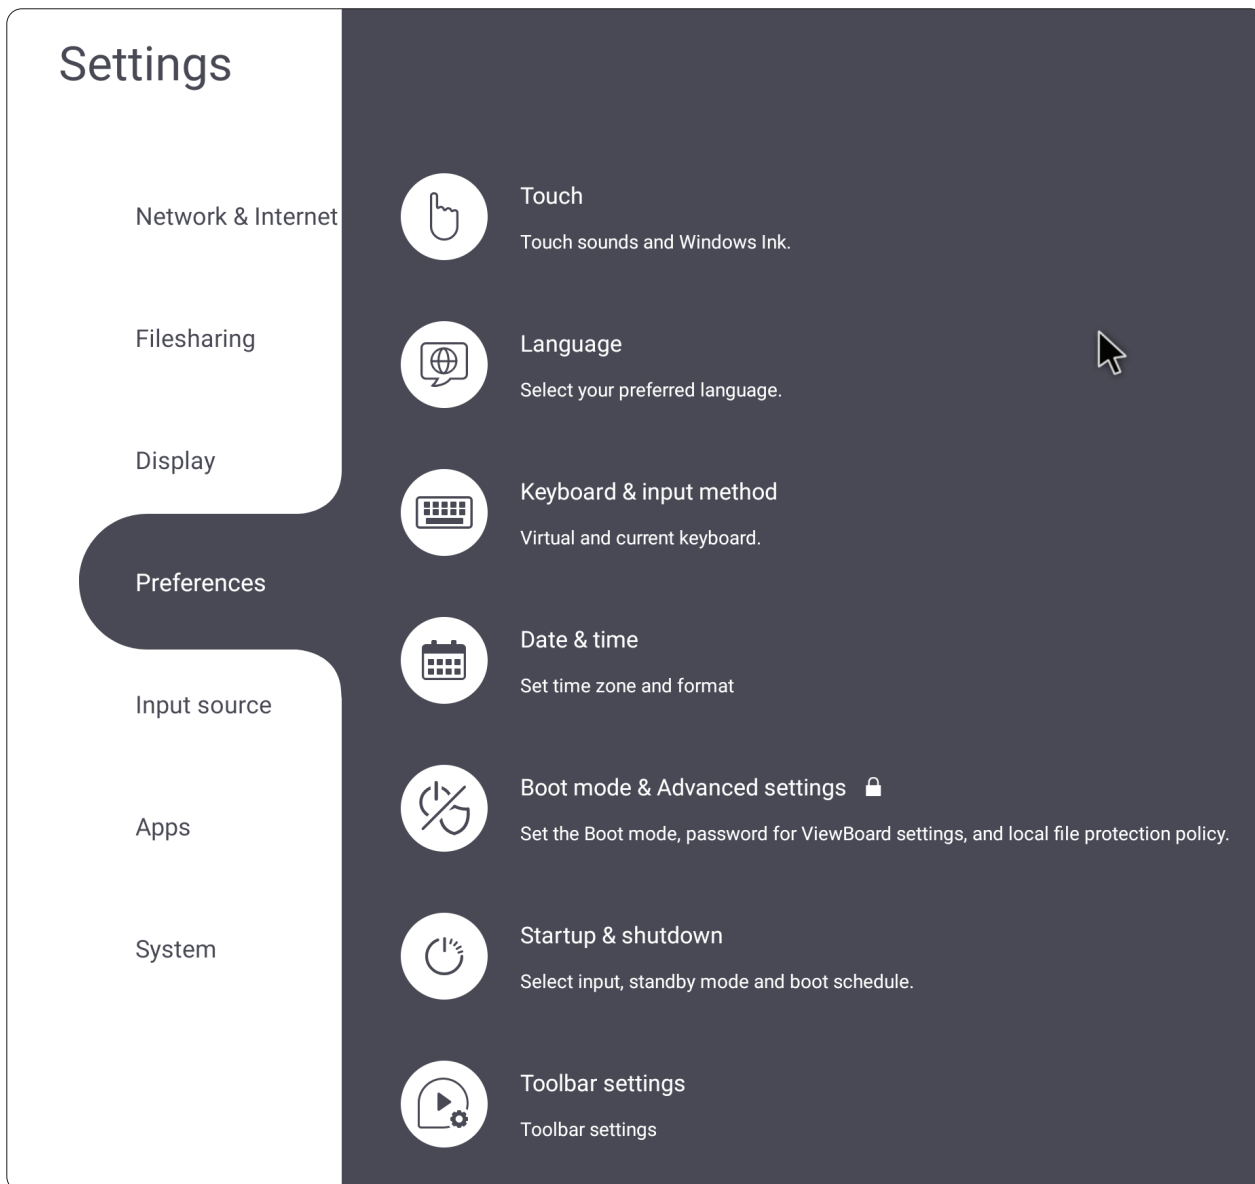 Settings
Network & Internet
Filesharing
Display
Preferences
Input source
Apps
System
Touch
Touch sounds and Windows Ink.
Language
Select your preferred language.
Keyboard & input method
Virtual and current keyboard.
Date & time
Set time zone and format
Boot mode & Advanced settings
Set the Boot mode, password for ViewBoard settings, and local file protection policy.
Startup & shutdown
Select input, standby mode and boot schedule.
Toolbar settings
Toolbar settings